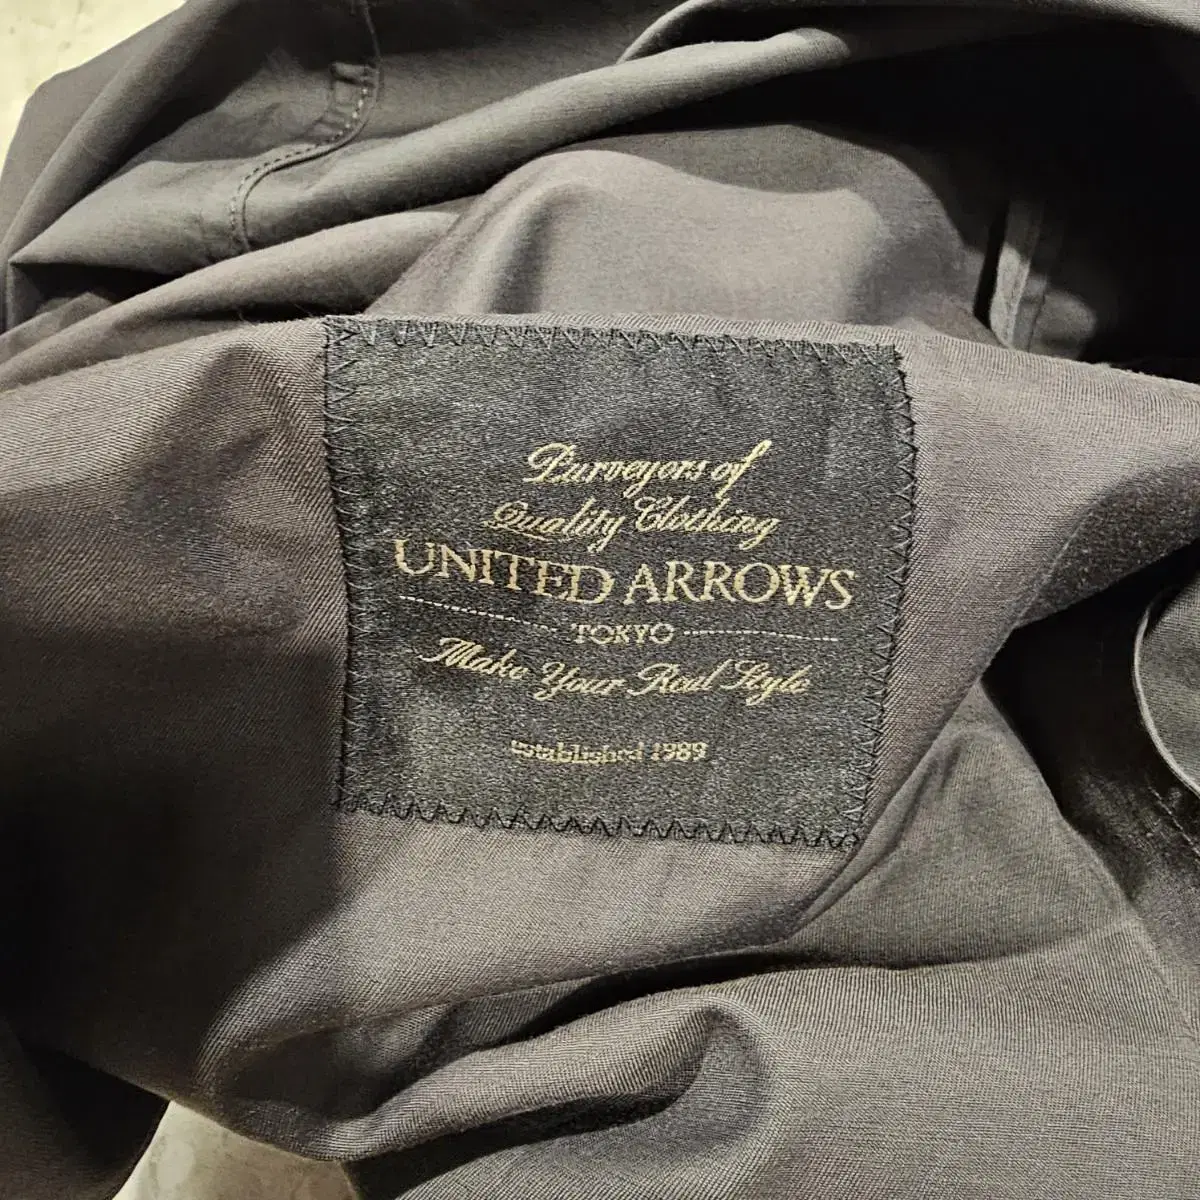 Purveyors of
Quality Clothing
UNITED ARROWS
TOKYO
Make Your Real Style
established 1989